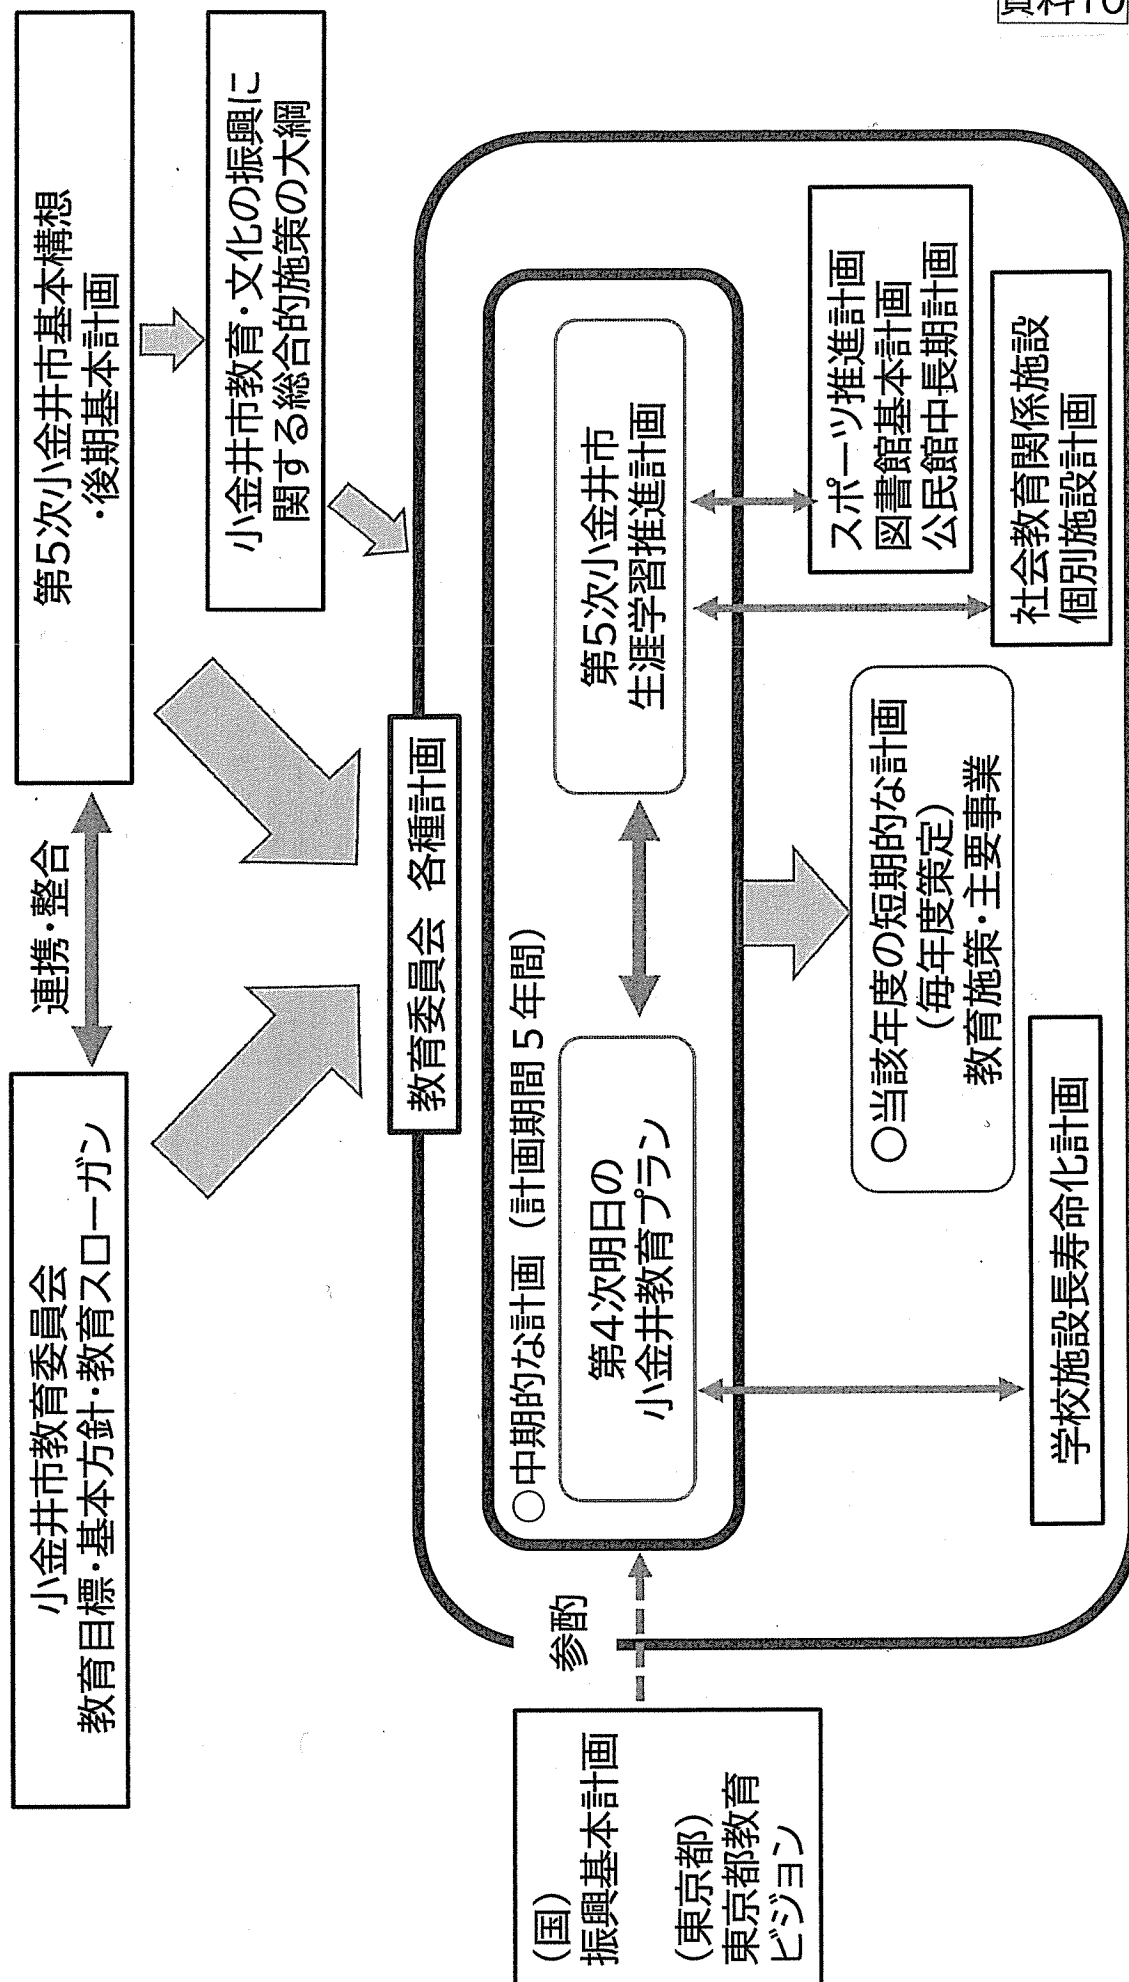 資料10
小金井市教育委員会
教育目標・基本方針・教育スローガン
連携・整合
第5次小金井市基本構想
・後期基本計画
小金井市教育・文化の振興に
関する総合的施策の大綱
教育委員会 各種計画
(国)
振興基本計画
(東京都)
東京都教育
ビジョン
参酌
○中期的な計画（計画期間５年間）
第4次明日の
小金井教育プラン
第5次小金井市
生涯学習推進計画
○当該年度の短期的な計画
(毎年度策定)
教育施策・主要事業
スポーツ推進計画
図書館基本計画
公民館中長期計画
学校施設長寿命化計画
社会教育関係施設
個別施設計画